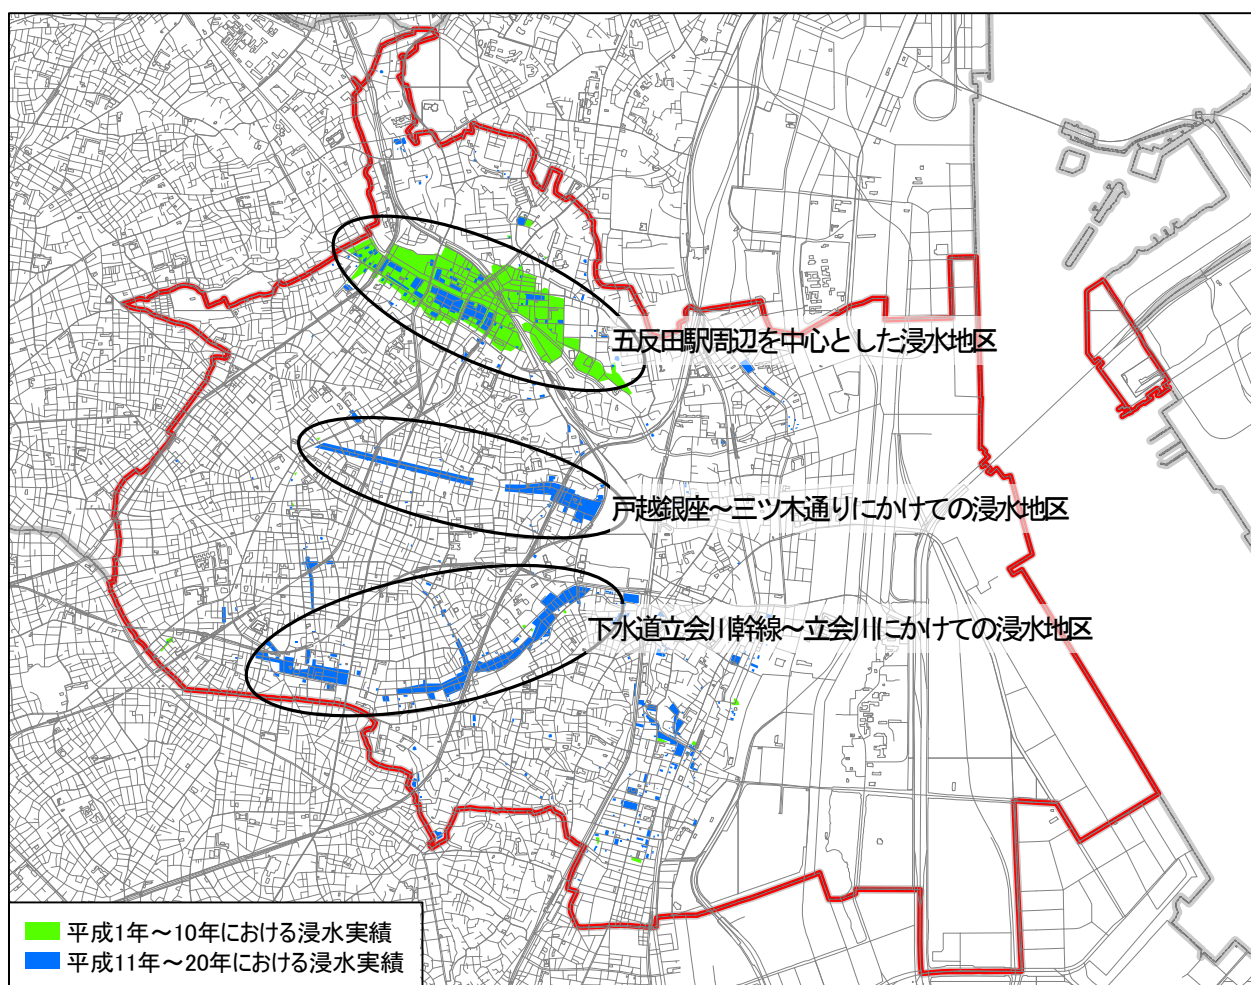 五反田駅周辺を中心とした浸水地区
戸越銀座～三ツ木通りにかけての浸水地区
下水道立会川幹線～立会川にかけての浸水地区
平成1年～10年における浸水実績
平成11年～20年における浸水実績